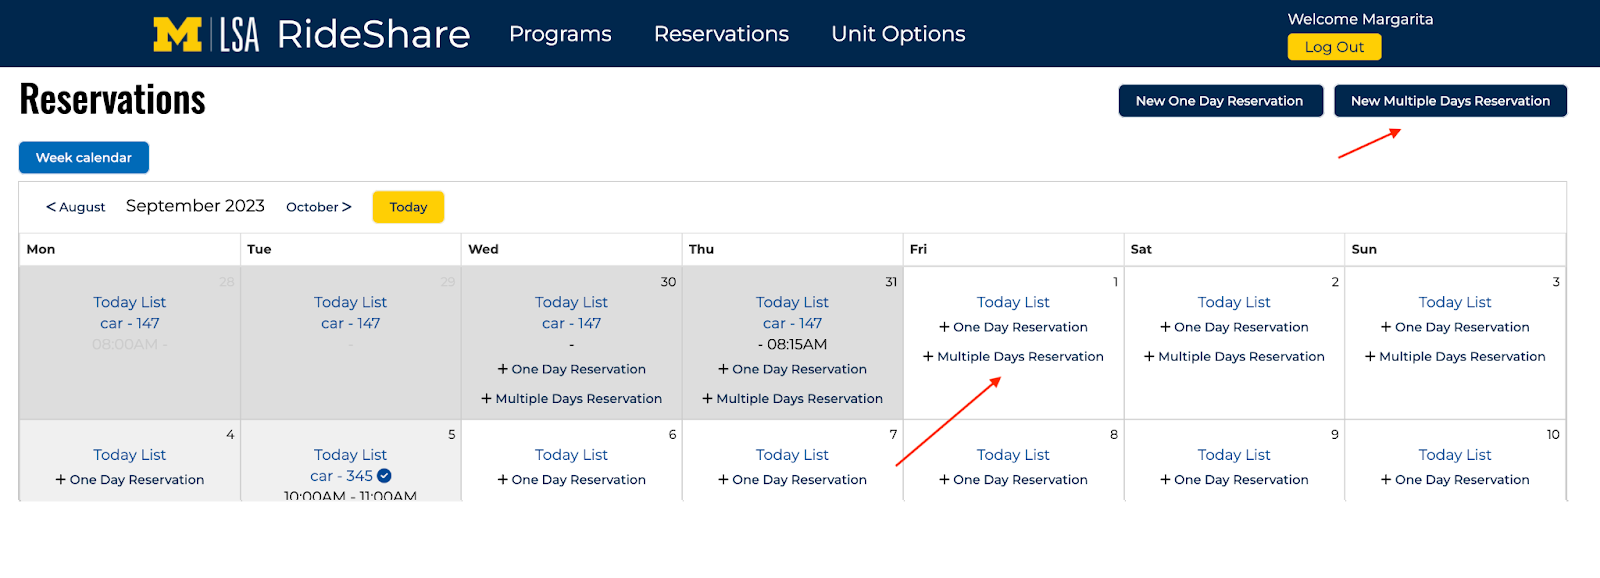 M LSA RideShare Programs Reservations Unit Options Welcome Margarita
Log Out
Reservations New One Day Reservation New Multiple Days Reservation
Week calendar
< August September 2023 October > Today
Mon Tue Wed Thu Fri Sat Sun
28 29 30 31 1 2 3
Today List Today List Today List Today List Today List Today List Today List
car - 147 car - 147 car - 147 car - 147 + One Day Reservation + One Day Reservation + One Day Reservation
08:00AM - - - - 08:15AM + Multiple Days Reservation + Multiple Days Reservation + Multiple Days Reservation
+ One Day Reservation + One Day Reservation
+ Multiple Days Reservation + Multiple Days Reservation
4 5 6 7 8 9 10
Today List Today List Today List Today List Today List Today List Today List
+ One Day Reservation car - 345 + One Day Reservation + One Day Reservation + One Day Reservation + One Day Reservation + One Day Reservation
10:00AM - 11:00AM